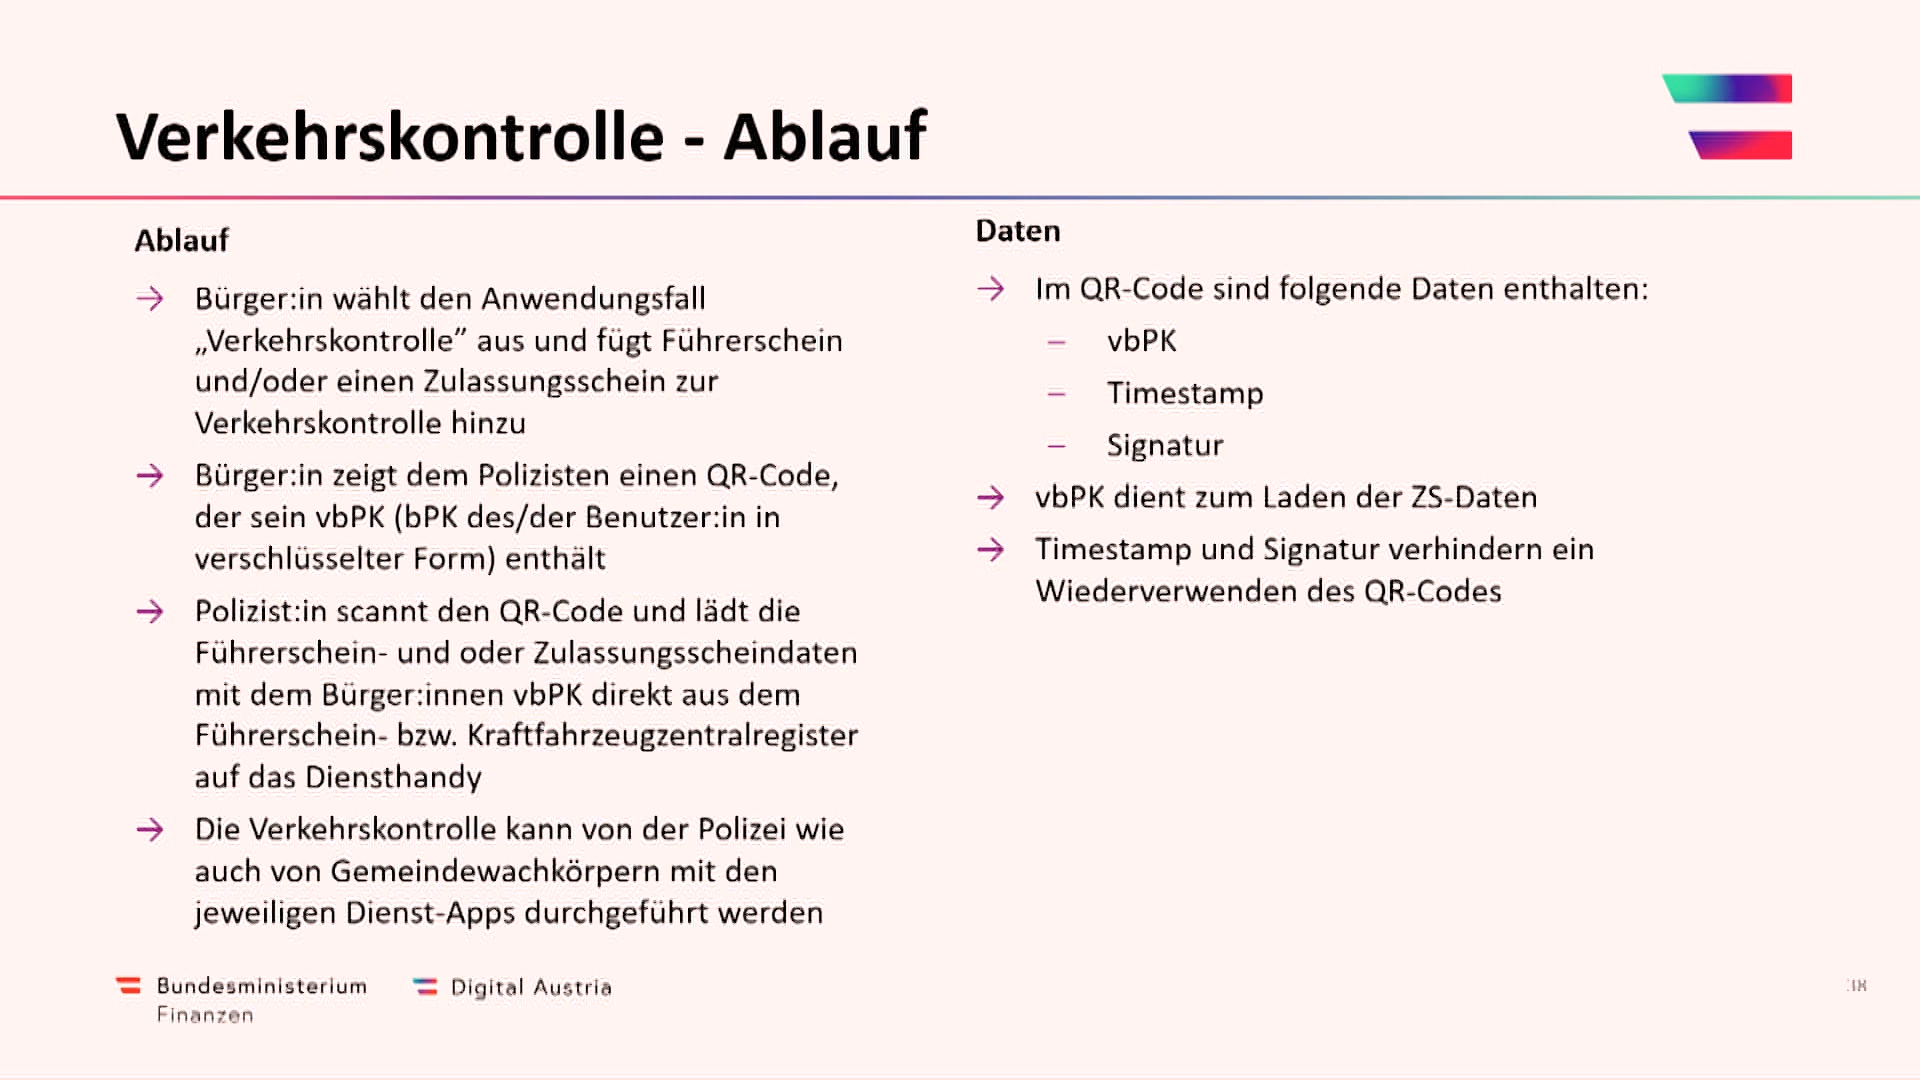 Verkehrskontrolle - Ablauf
Ablauf
→ Bürger:in wählt den Anwendungsfall
„Verkehrskontrolle” aus und fügt Führerschein
und/oder einen Zulassungsschein zur
Verkehrskontrolle hinzu
→ Bürger:in zeigt dem Polizisten einen QR-Code,
der sein vbPK (bPK des/der Benutzer:in in
verschlüsselter Form) enthält
→ Polizist:in scannt den QR-Code und lädt die
Führerschein- und oder Zulassungsscheindaten
mit dem Bürger:innen vbPK direkt aus dem
Führerschein- bzw. Kraftfahrzeugzentralregister
auf das Diensthandy
→ Die Verkehrskontrolle kann von der Polizei wie
auch von Gemeindewachkörpern mit den
jeweiligen Dienst-Apps durchgeführt werden
Daten
→ Im QR-Code sind folgende Daten enthalten:
– vbPK
– Timestamp
– Signatur
→ vbPK dient zum Laden der ZS-Daten
→ Timestamp und Signatur verhindern ein
Wiederverwenden des QR-Codes
Bundesministerium
Finanzen
Digital Austria